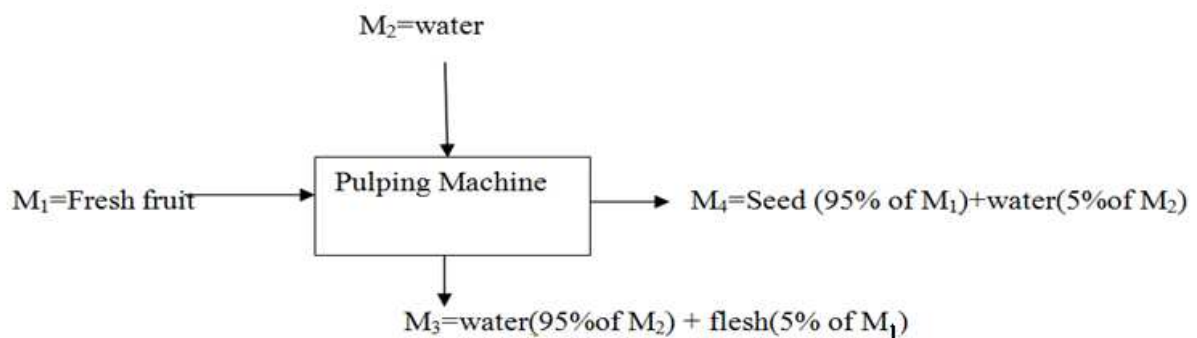 M₂=water
Pulping Machine
M₁=Fresh fruit
M₄=Seed (95% of M₁)+water(5%of M₂)
M₃=water(95%of M₂) + flesh(5% of M₁)